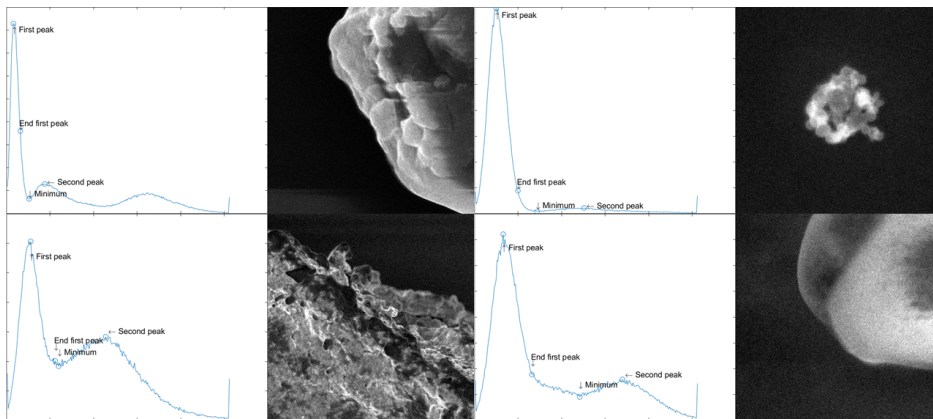 First peak
End first peak
← Second peak
↓ Minimum
First peak
End first peak
↓ Minimum
← Second peak
First peak
← Second peak
End first peak
↓ Minimum
First peak
End first peak
← Second peak
Minimum